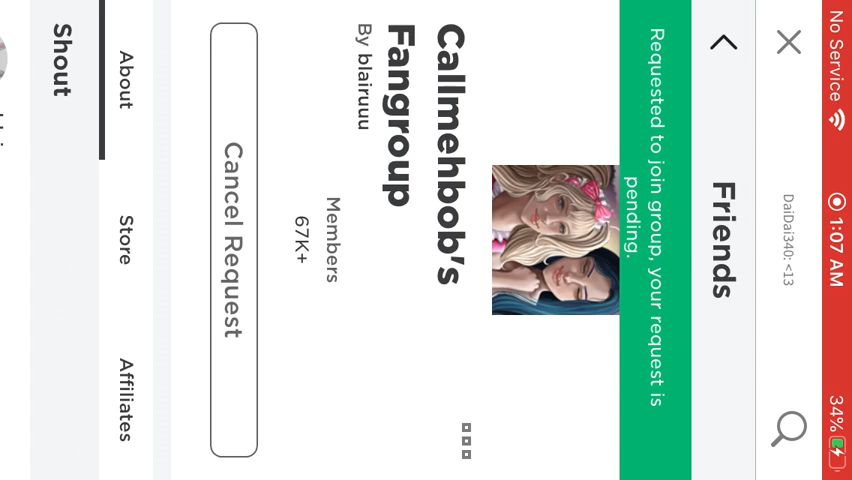 No Service 1:07 AM 34%
DaiDai340: <13
Friends
Requested to join group, your request is
pending.
Callmehbob's
Fangroup
By blairuuu
Members
67K+
Cancel Request
About Store Affiliates
Shout